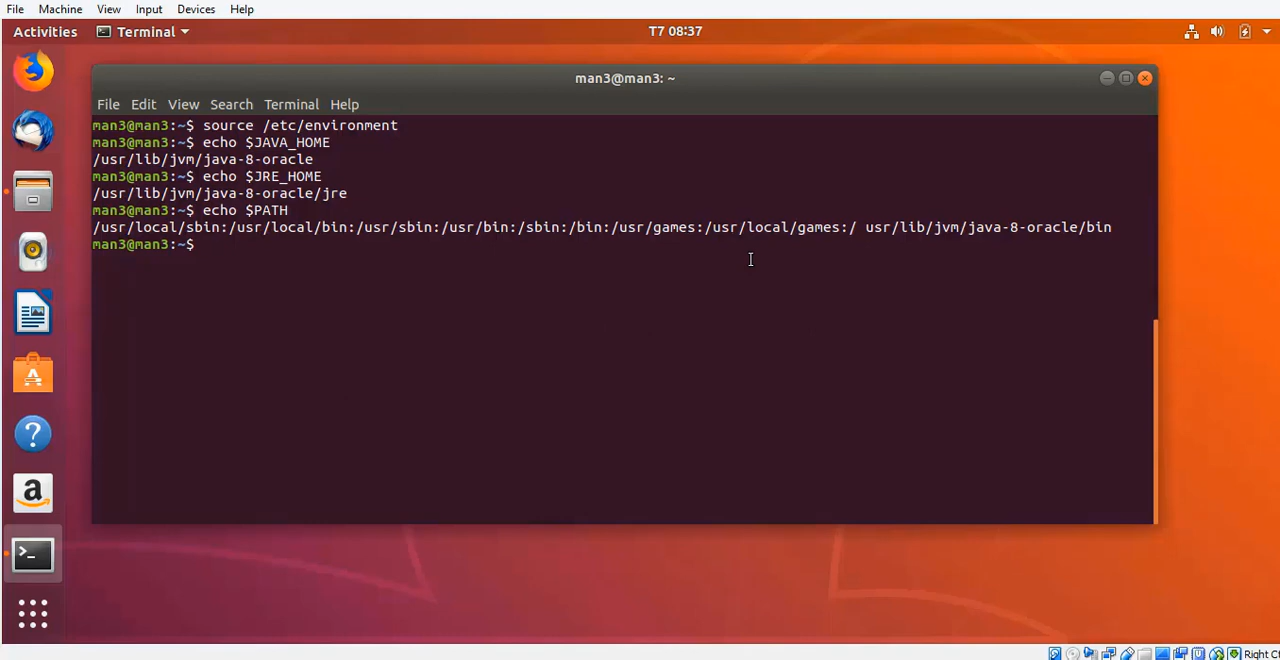 File Machine View Input Devices Help
Activities Terminal T7 08:37
man3@man3: ~
File Edit View Search Terminal Help
man3@man3:~$ source /etc/environment
man3@man3:~$ echo $JAVA_HOME
/usr/lib/jvm/java-8-oracle
man3@man3:~$ echo $JRE_HOME
/usr/lib/jvm/java-8-oracle/jre
man3@man3:~$ echo $PATH
/usr/local/sbin:/usr/local/bin:/usr/sbin:/usr/bin:/sbin:/bin:/usr/games:/usr/local/games:/ usr/lib/jvm/java-8-oracle/bin
man3@man3:~$
a
Right C